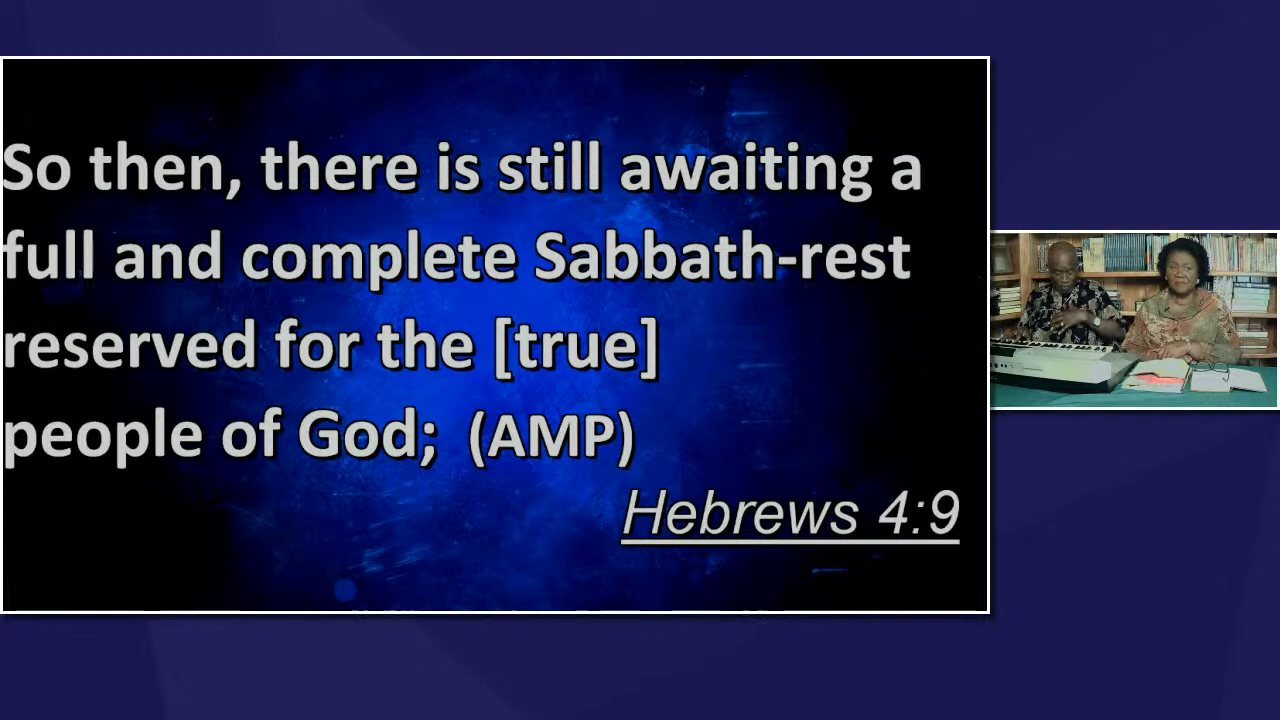 So then, there is still awaiting a
full and complete Sabbath-rest
reserved for the [true]
people of God;  (AMP)
Hebrews 4:9